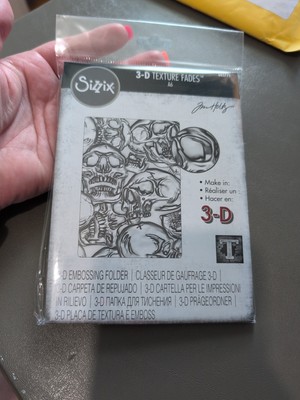 Sizzix
3-D TEXTURE FADES™
A6
Tim Holtz
• Make in:
• Réaliser un :
• Hacer en:
3-D
T
3-D EMBOSSING FOLDER | CLASSEUR DE GAUFRAGE 3-D |
3-D CARPETA DE REPUJADO | 3-D CARTELLA PER LE IMPRESSIONI
IN RILIEVO | 3-D ПАПКА ДЛЯ ТИСНЕНИЯ | 3-D PRÄGEORDNER |
3-D PLACA DE TEXTURA E EMBOSS